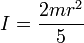 I = \frac{2mr^2}{5}